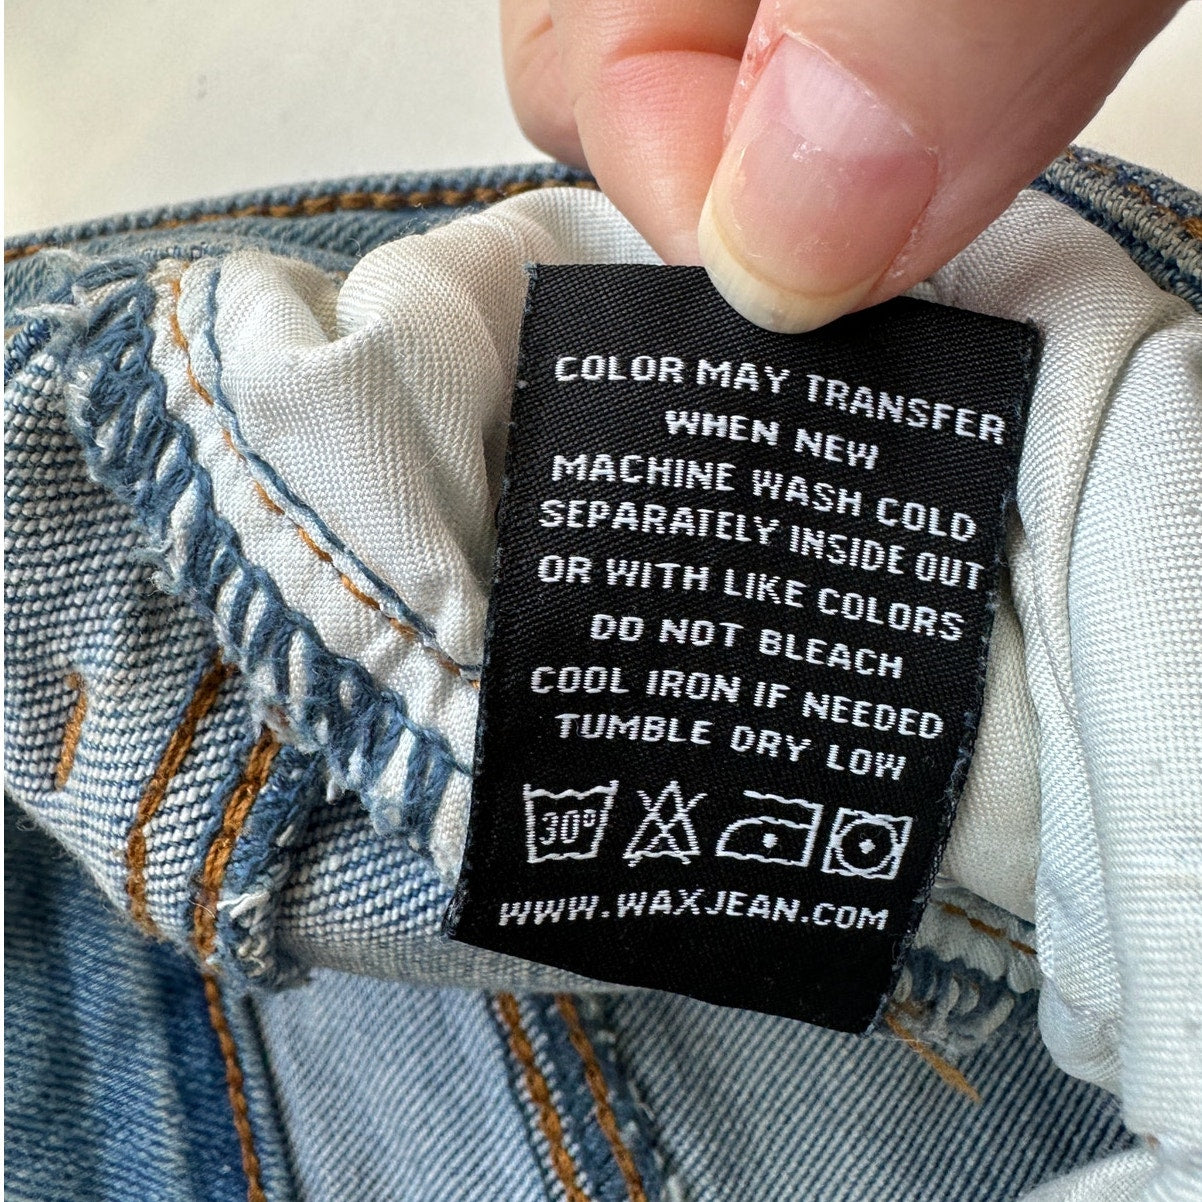 COLOR MAY TRANSFER
WHEN NEW
MACHINE WASH COLD
SEPARATELY INSIDE OUT
OR WITH LIKE COLORS
DO NOT BLEACH
COOL IRON IF NEEDED
TUMBLE DRY LOW
30°
WWW.WAXJEAN.COM